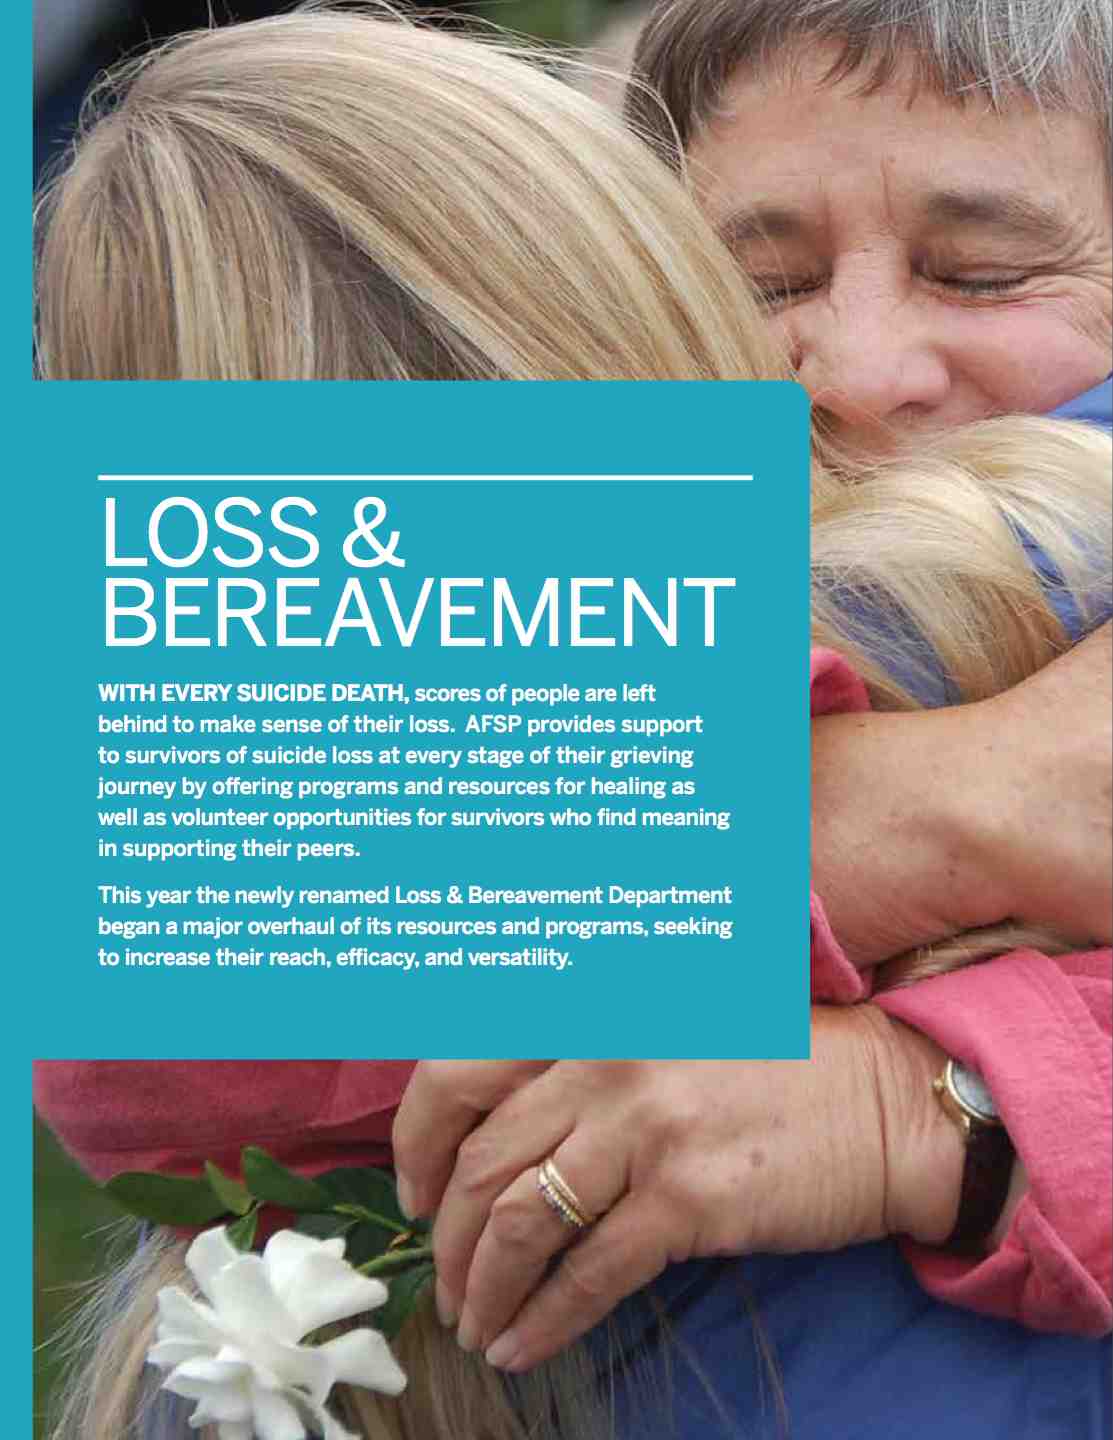 LOSS &
BEREAVEMENT
WITH EVERY SUICIDE DEATH, scores of people are left
behind to make sense of their loss.  AFSP provides support
to survivors of suicide loss at every stage of their grieving
journey by offering programs and resources for healing as
well as volunteer opportunities for survivors who find meaning
in supporting their peers.
This year the newly renamed Loss & Bereavement Department
began a major overhaul of its resources and programs, seeking
to increase their reach, efficacy, and versatility.